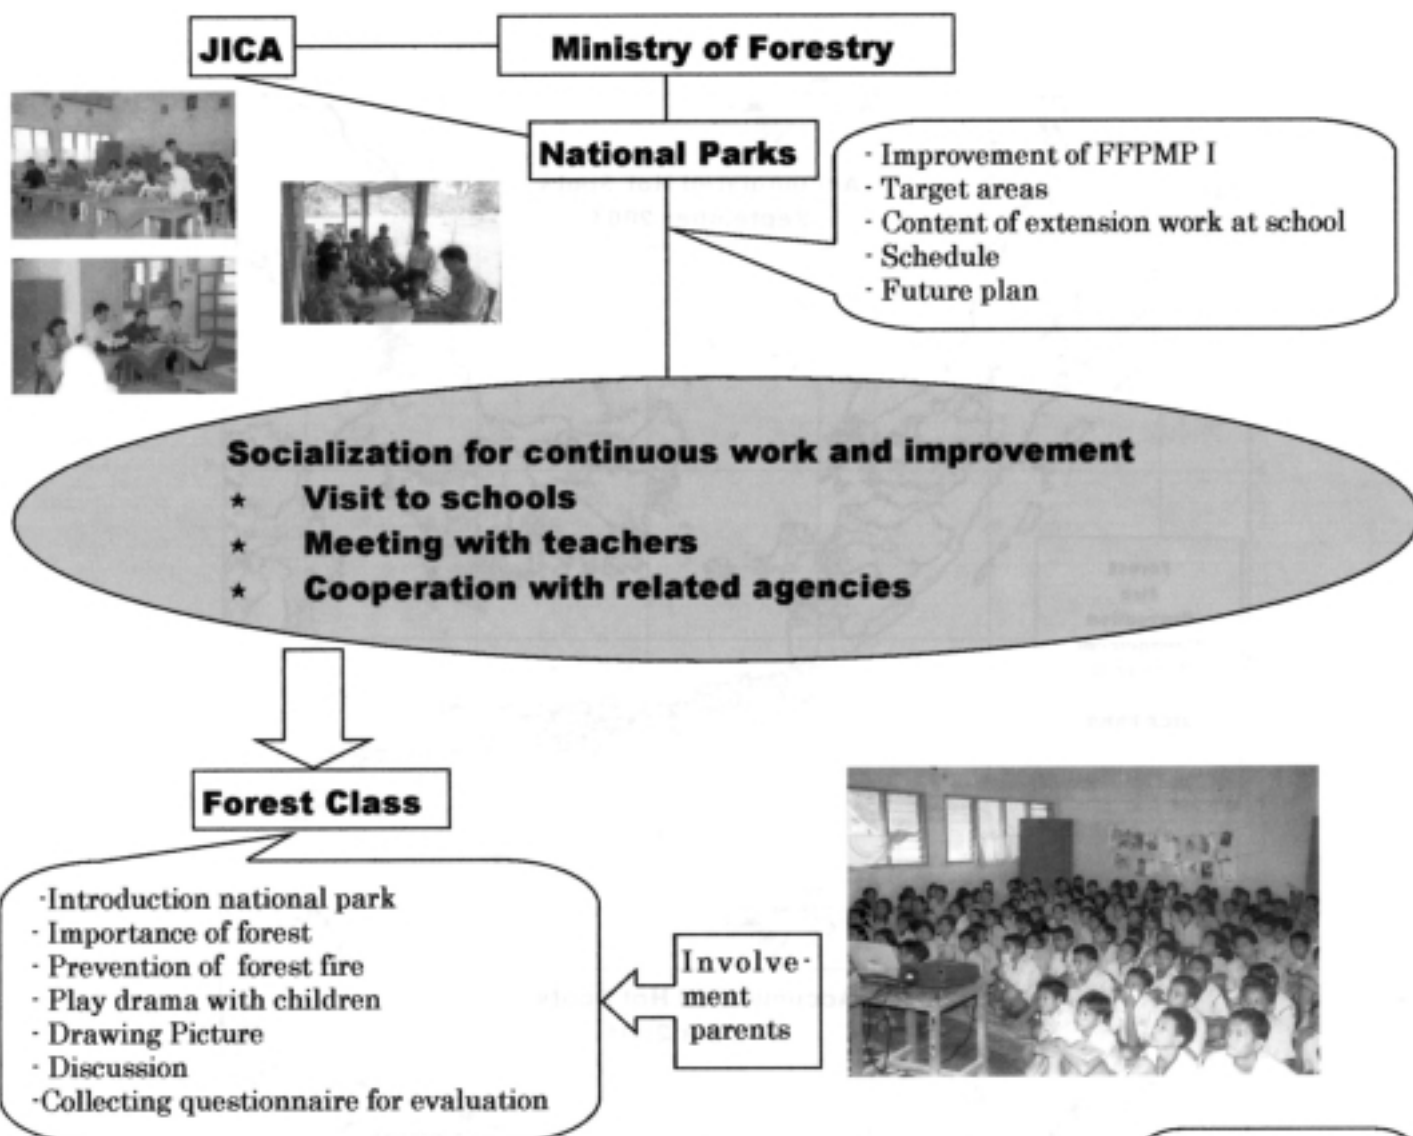 JICA
Ministry of Forestry
National Parks
- Improvement of FFPMP I
- Target areas
- Content of extension work at school
- Schedule
- Future plan
Socialization for continuous work and improvement
★ Visit to schools
★ Meeting with teachers
★ Cooperation with related agencies
Forest Class
-Introduction national park
- Importance of forest
- Prevention of forest fire
- Play drama with children
- Drawing Picture
- Discussion
-Collecting questionnaire for evaluation
Involve-
ment
parents